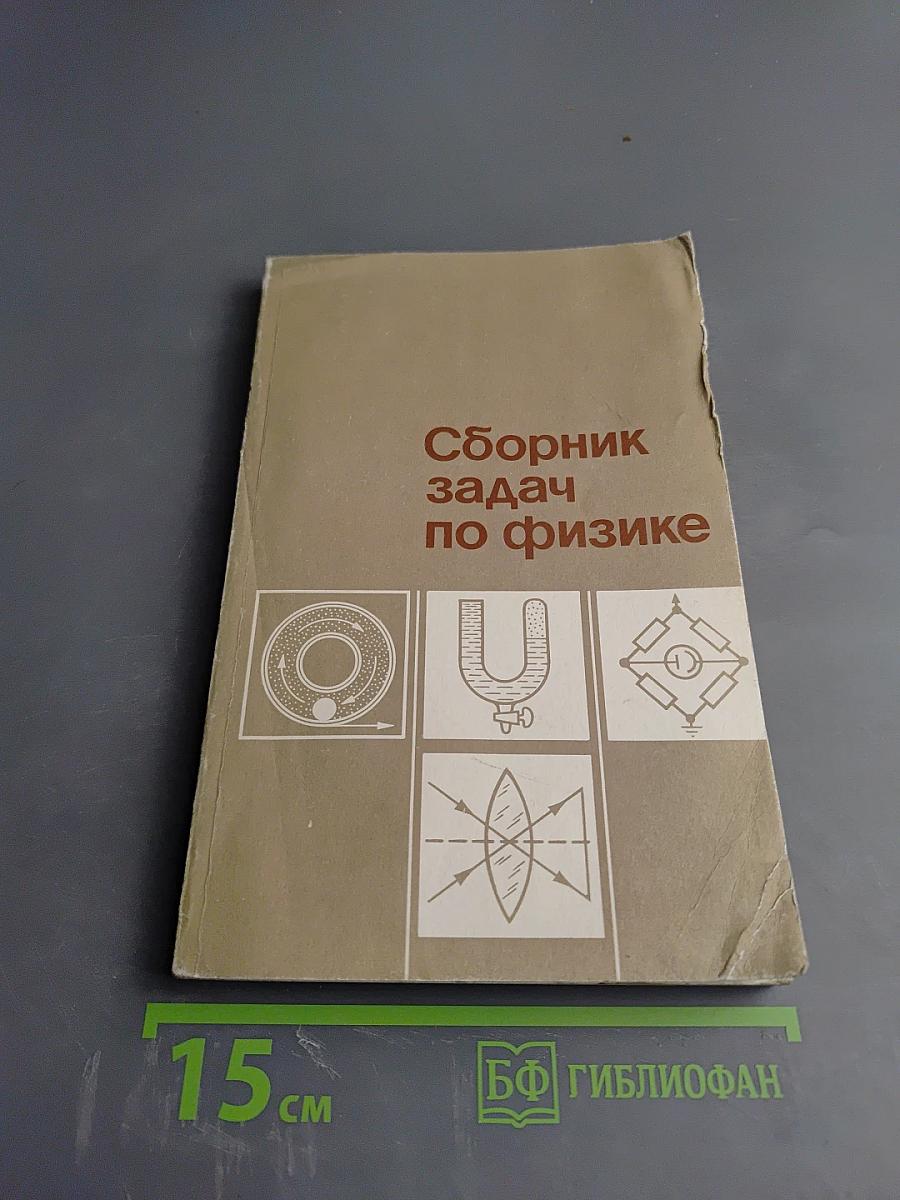 Сборник
задач
по физике
15 см
БФ ГИБЛИОФАН